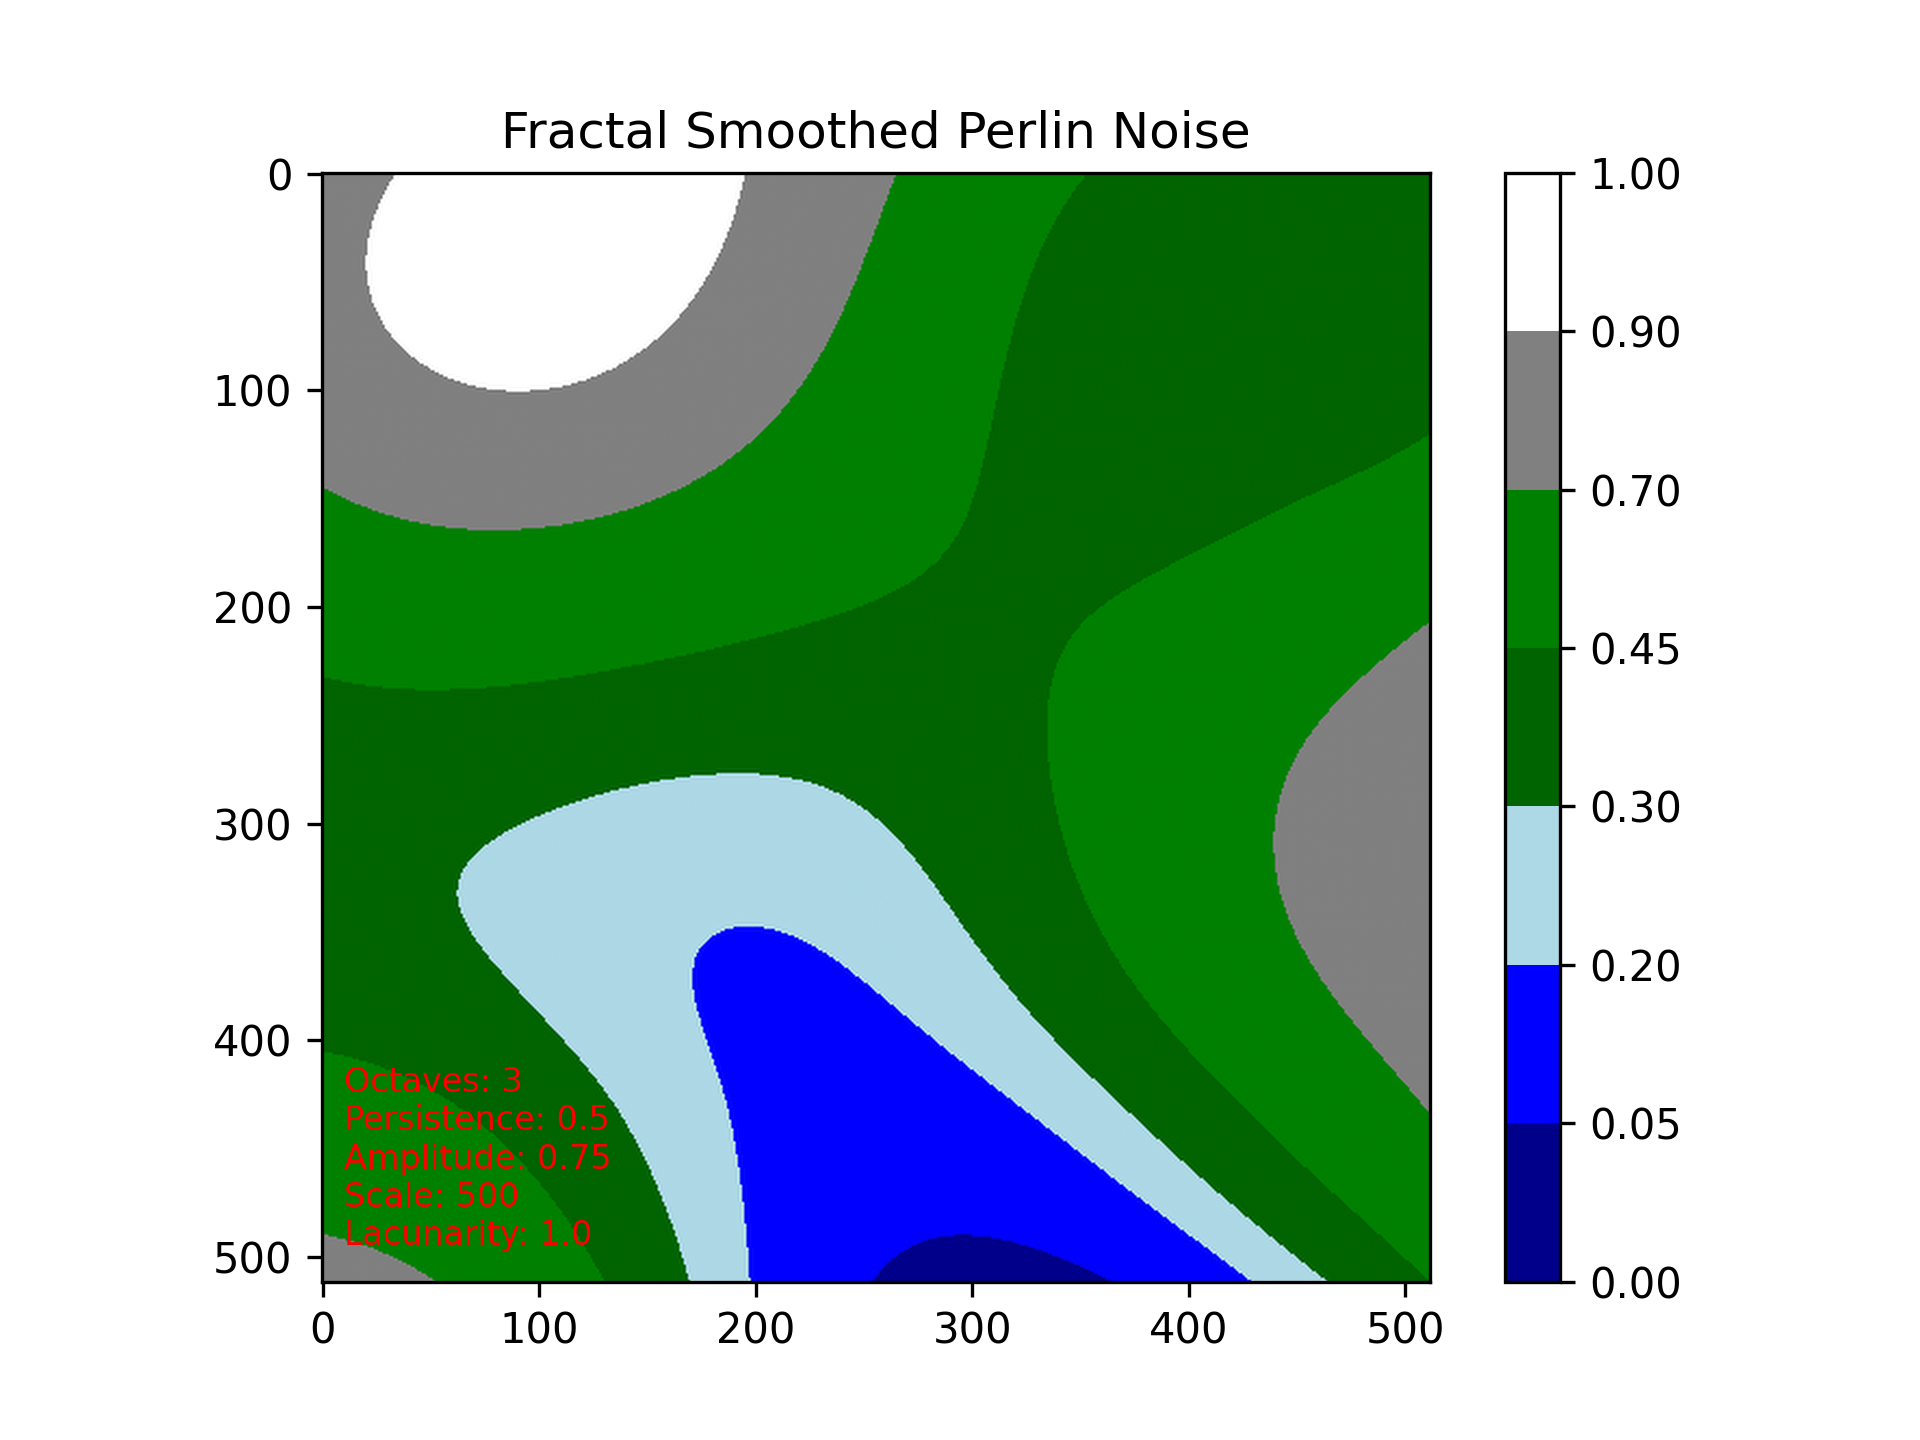 Fractal Smoothed Perlin Noise
0
100
200
300
400
500
Octaves: 3
Persistence: 0.5
Amplitude: 0.75
Scale: 500
Lacunarity: 1.0
0 100 200 300 400 500
1.00
0.90
0.70
0.45
0.30
0.20
0.05
0.00